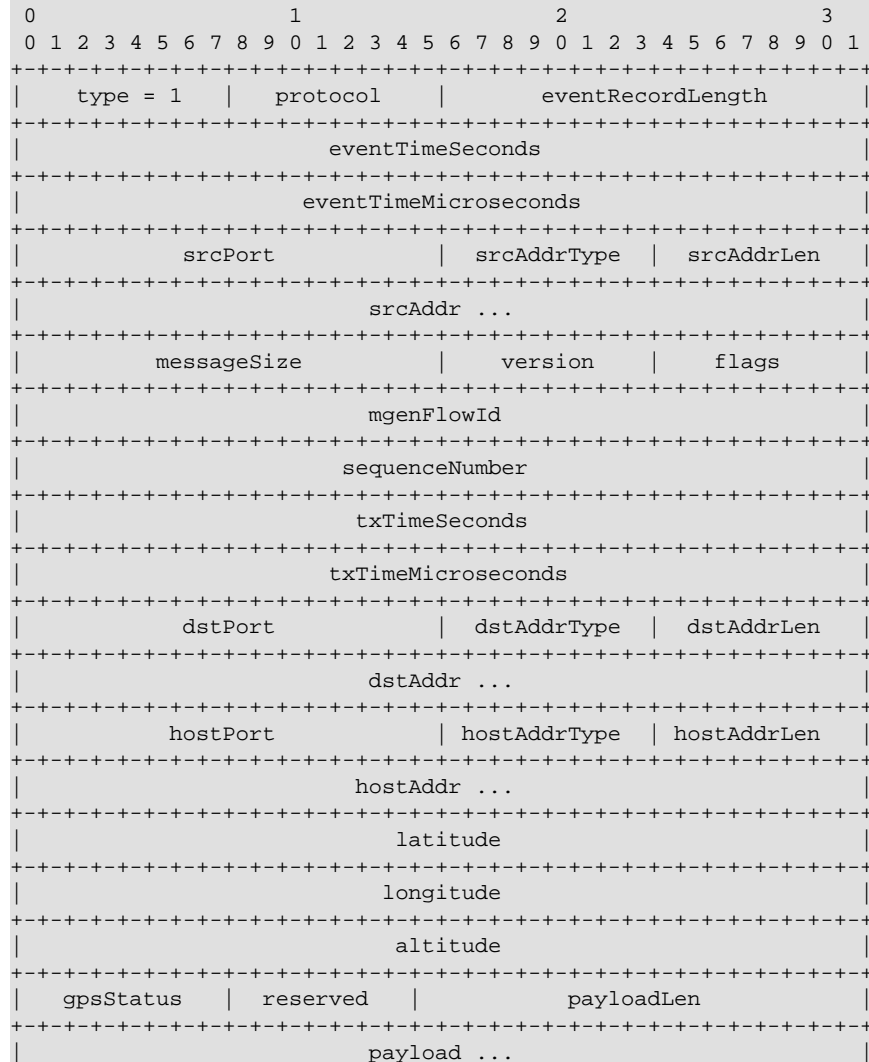 0                   1                   2                   3
0 1 2 3 4 5 6 7 8 9 0 1 2 3 4 5 6 7 8 9 0 1 2 3 4 5 6 7 8 9 0 1
+-+-+-+-+-+-+-+-+-+-+-+-+-+-+-+-+-+-+-+-+-+-+-+-+-+-+-+-+-+-+-+-+
|    type = 1   |   protocol    |       eventRecordLength       |
+-+-+-+-+-+-+-+-+-+-+-+-+-+-+-+-+-+-+-+-+-+-+-+-+-+-+-+-+-+-+-+-+
|                       eventTimeSeconds                        |
+-+-+-+-+-+-+-+-+-+-+-+-+-+-+-+-+-+-+-+-+-+-+-+-+-+-+-+-+-+-+-+-+
|                     eventTimeMicroseconds                     |
+-+-+-+-+-+-+-+-+-+-+-+-+-+-+-+-+-+-+-+-+-+-+-+-+-+-+-+-+-+-+-+-+
|            srcPort            |  srcAddrType  |  srcAddrLen   |
+-+-+-+-+-+-+-+-+-+-+-+-+-+-+-+-+-+-+-+-+-+-+-+-+-+-+-+-+-+-+-+-+
|                          srcAddr ...                          |
+-+-+-+-+-+-+-+-+-+-+-+-+-+-+-+-+-+-+-+-+-+-+-+-+-+-+-+-+-+-+-+-+
|          messageSize          |    version    |    flags      |
+-+-+-+-+-+-+-+-+-+-+-+-+-+-+-+-+-+-+-+-+-+-+-+-+-+-+-+-+-+-+-+-+
|                          mgenFlowId                           |
+-+-+-+-+-+-+-+-+-+-+-+-+-+-+-+-+-+-+-+-+-+-+-+-+-+-+-+-+-+-+-+-+
|                        sequenceNumber                         |
+-+-+-+-+-+-+-+-+-+-+-+-+-+-+-+-+-+-+-+-+-+-+-+-+-+-+-+-+-+-+-+-+
|                         txTimeSeconds                         |
+-+-+-+-+-+-+-+-+-+-+-+-+-+-+-+-+-+-+-+-+-+-+-+-+-+-+-+-+-+-+-+-+
|                       txTimeMicroseconds                      |
+-+-+-+-+-+-+-+-+-+-+-+-+-+-+-+-+-+-+-+-+-+-+-+-+-+-+-+-+-+-+-+-+
|            dstPort            |  dstAddrType  |  dstAddrLen   |
+-+-+-+-+-+-+-+-+-+-+-+-+-+-+-+-+-+-+-+-+-+-+-+-+-+-+-+-+-+-+-+-+
|                          dstAddr ...                          |
+-+-+-+-+-+-+-+-+-+-+-+-+-+-+-+-+-+-+-+-+-+-+-+-+-+-+-+-+-+-+-+-+
|           hostPort            | hostAddrType  | hostAddrLen   |
+-+-+-+-+-+-+-+-+-+-+-+-+-+-+-+-+-+-+-+-+-+-+-+-+-+-+-+-+-+-+-+-+
|                         hostAddr ...                          |
+-+-+-+-+-+-+-+-+-+-+-+-+-+-+-+-+-+-+-+-+-+-+-+-+-+-+-+-+-+-+-+-+
|                            latitude                           |
+-+-+-+-+-+-+-+-+-+-+-+-+-+-+-+-+-+-+-+-+-+-+-+-+-+-+-+-+-+-+-+-+
|                           longitude                           |
+-+-+-+-+-+-+-+-+-+-+-+-+-+-+-+-+-+-+-+-+-+-+-+-+-+-+-+-+-+-+-+-+
|                            altitude                           |
+-+-+-+-+-+-+-+-+-+-+-+-+-+-+-+-+-+-+-+-+-+-+-+-+-+-+-+-+-+-+-+-+
|   gpsStatus   |  reserved   |           payloadLen            |
+-+-+-+-+-+-+-+-+-+-+-+-+-+-+-+-+-+-+-+-+-+-+-+-+-+-+-+-+-+-+-+-+
|                          payload ...                          |